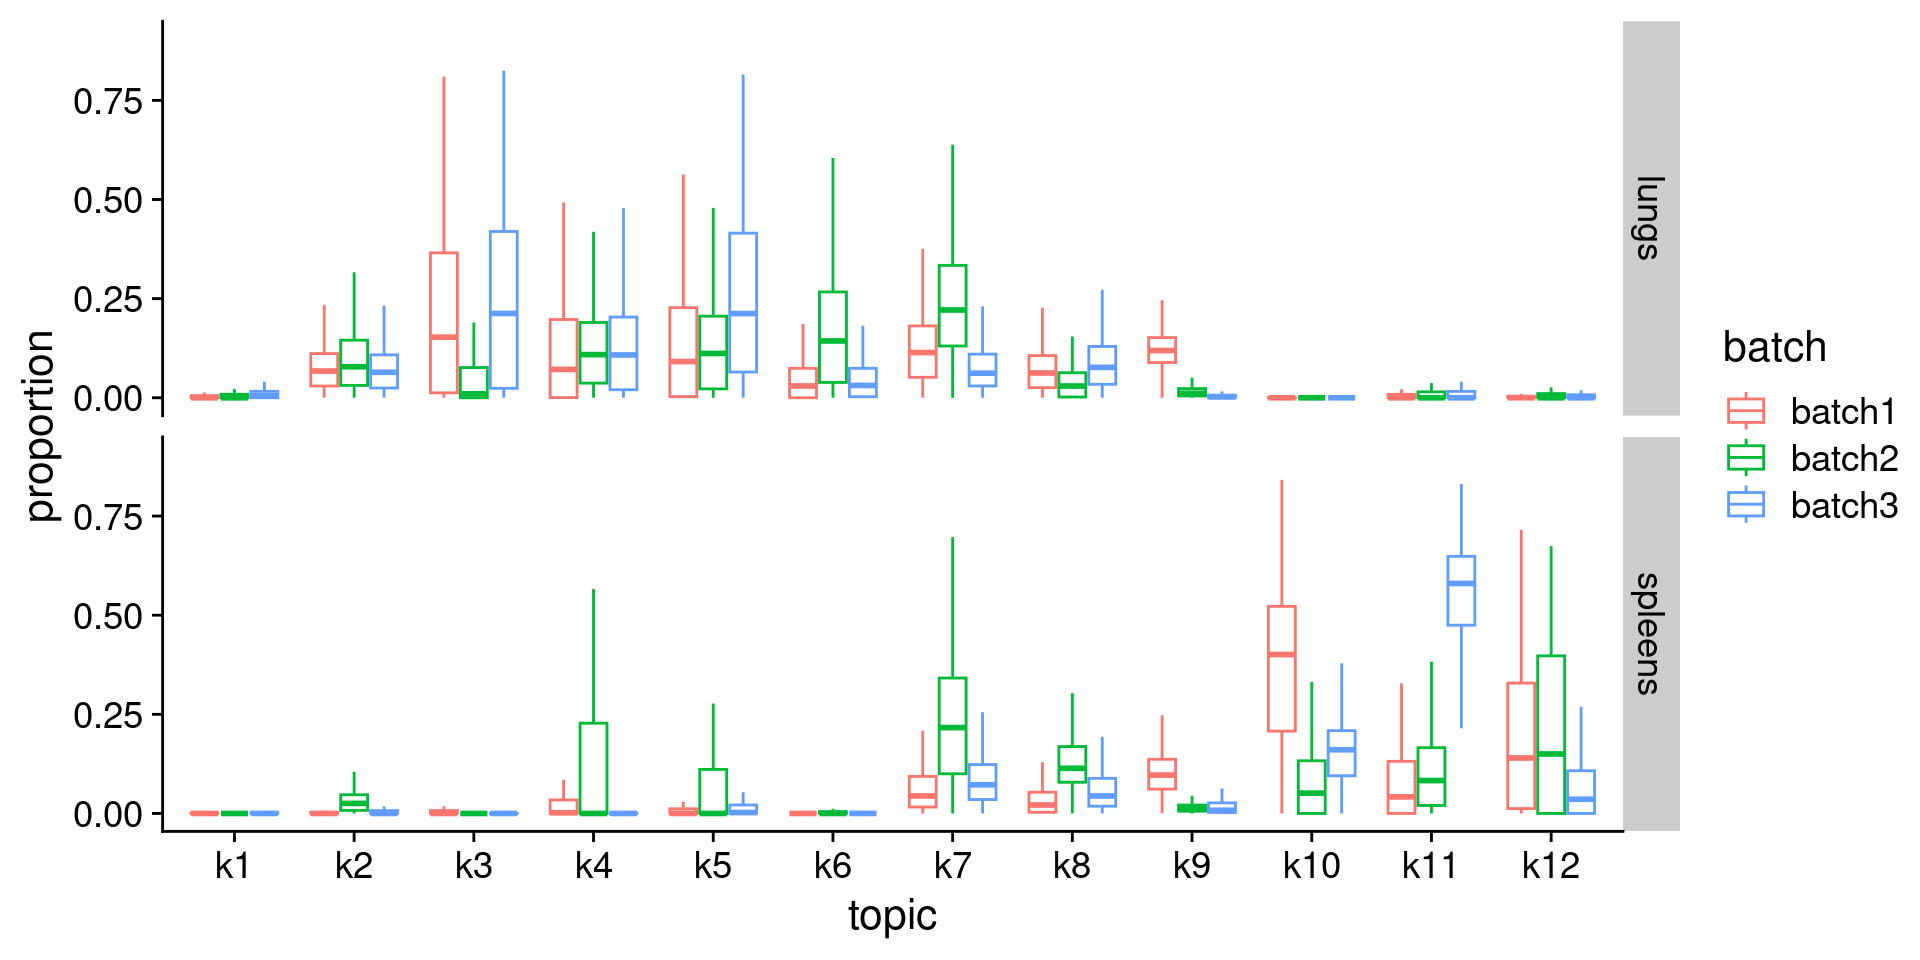 proportion
0.75
0.50
0.25
0.00
lungs
0.75
0.50
0.25
0.00
spleens
k1 k2 k3 k4 k5 k6 k7 k8 k9 k10 k11 k12
topic
batch
batch1
batch2
batch3